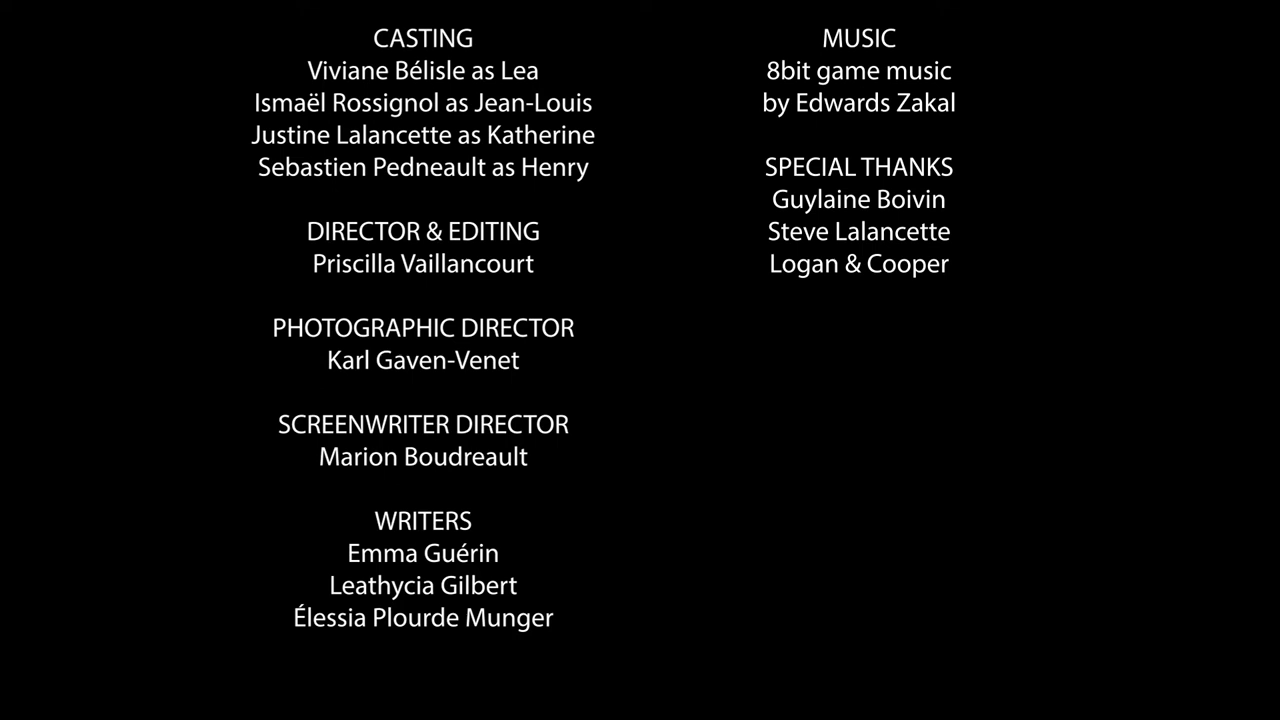 CASTING
Viviane Bélisle as Lea
Ismaël Rossignol as Jean-Louis
Justine Lalancette as Katherine
Sebastien Pedneault as Henry
DIRECTOR & EDITING
Priscilla Vaillancourt
PHOTOGRAPHIC DIRECTOR
Karl Gaven-Venet
SCREENWRITER DIRECTOR
Marion Boudreault
WRITERS
Emma Guérin
Leathycia Gilbert
Élessia Plourde Munger
MUSIC
8bit game music
by Edwards Zakal
SPECIAL THANKS
Guylaine Boivin
Steve Lalancette
Logan & Cooper